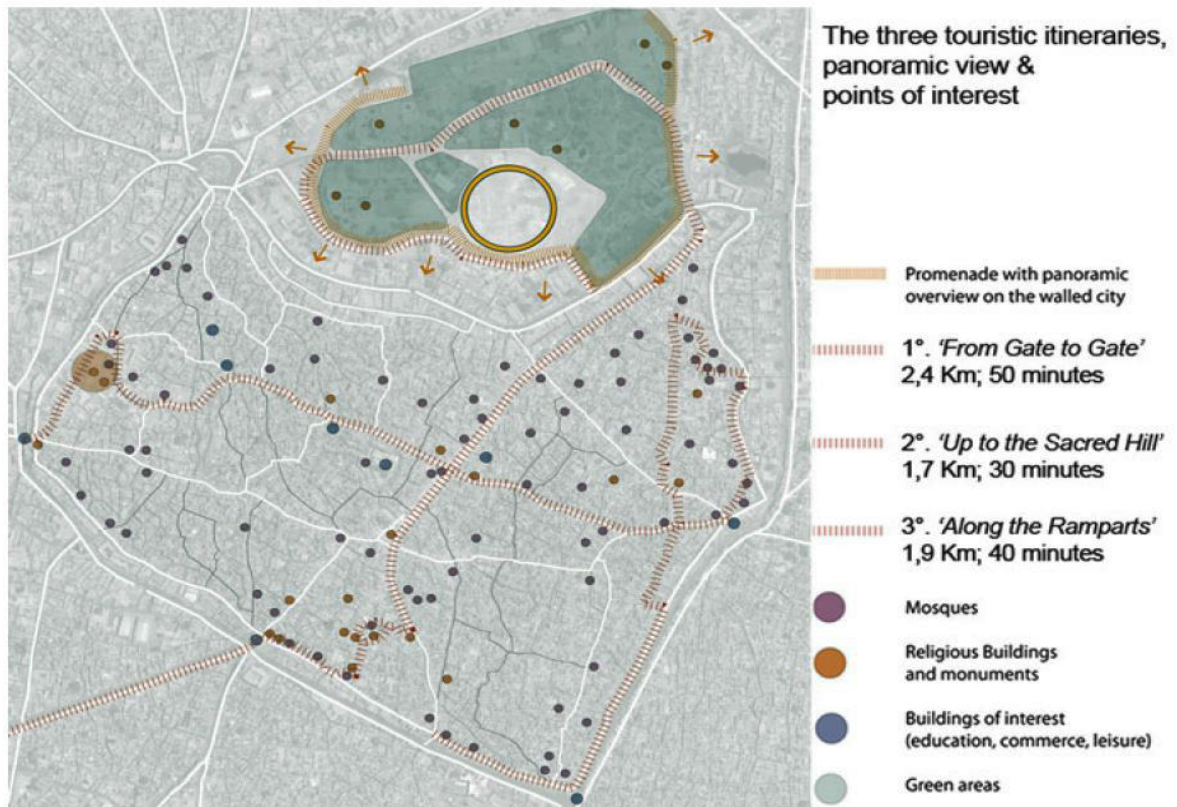 The three touristic itineraries,
panoramic view &
points of interest
Promenade with panoramic
overview on the walled city
1°. ‘From Gate to Gate’
2,4 Km; 50 minutes
2°. ‘Up to the Sacred Hill’
1,7 Km; 30 minutes
3°. ‘Along the Ramparts’
1,9 Km; 40 minutes
Mosques
Religious Buildings
and monuments
Buildings of interest
(education, commerce, leisure)
Green areas